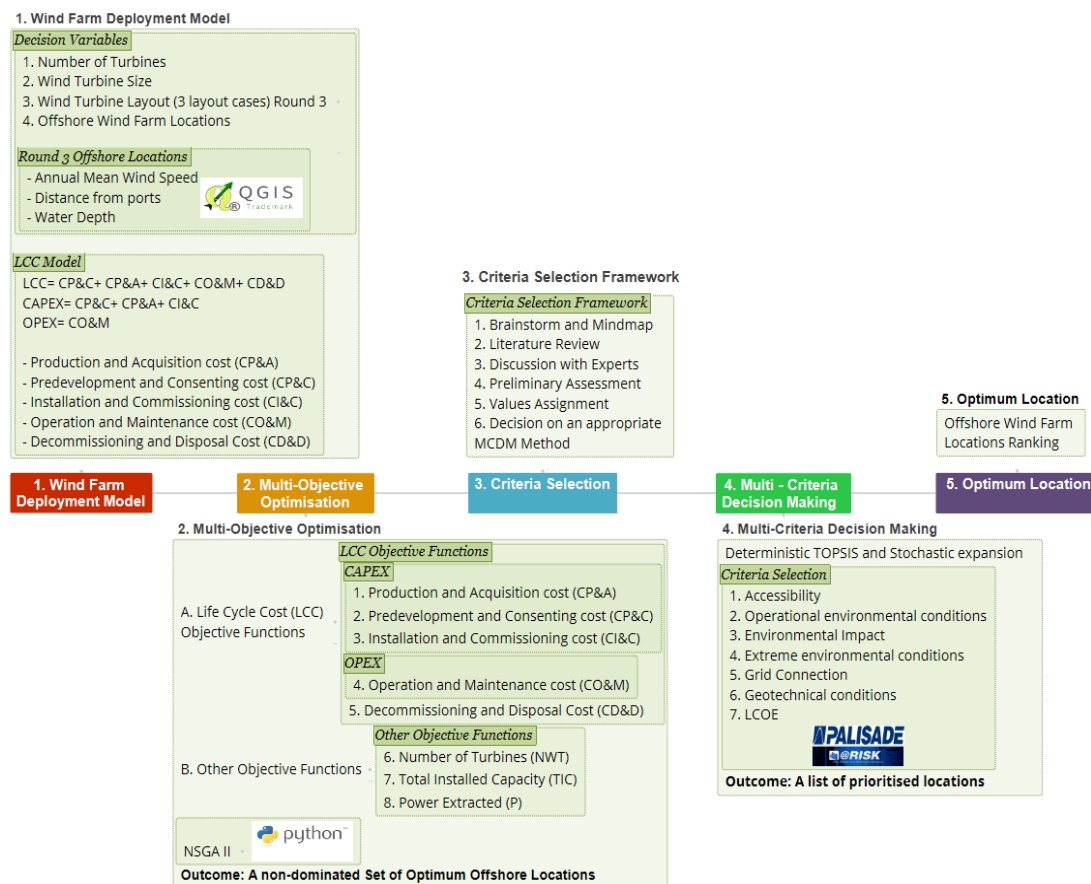 1. Wind Farm Deployment Model
Decision Variables
1. Number of Turbines
2. Wind Turbine Size
3. Wind Turbine Layout (3 layout cases) Round 3
4. Offshore Wind Farm Locations
Round 3 Offshore Locations
- Annual Mean Wind Speed
- Distance from ports
- Water Depth
QGIS
Trademark
LCC Model
LCC= CP&C+ CP&A+ CI&C+ CO&M+ CD&D
CAPEX= CP&C+ CP&A+ CI&C
OPEX= CO&M
- Production and Acquisition cost (CP&A)
- Predevelopment and Consenting cost (CP&C)
- Installation and Commissioning cost (CI&C)
- Operation and Maintenance cost (CO&M)
- Decommissioning and Disposal Cost (CD&D)
3. Criteria Selection Framework
Criteria Selection Framework
1. Brainstorm and Mindmap
2. Literature Review
3. Discussion with Experts
4. Preliminary Assessment
5. Values Assignment
6. Decision on an appropriate
MCDM Method
5. Optimum Location
Offshore Wind Farm
Locations Ranking
1. Wind Farm
Deployment Model
2. Multi-Objective
Optimisation
3. Criteria Selection
4. Multi - Criteria
Decision Making
5. Optimum Location
2. Multi-Objective Optimisation
A. Life Cycle Cost (LCC)
Objective Functions
LCC Objective Functions
CAPEX
1. Production and Acquisition cost (CP&A)
2. Predevelopment and Consenting cost (CP&C)
3. Installation and Commissioning cost (CI&C)
OPEX
4. Operation and Maintenance cost (CO&M)
5. Decommissioning and Disposal Cost (CD&D)
B. Other Objective Functions
Other Objective Functions
6. Number of Turbines (NWT)
7. Total Installed Capacity (TIC)
8. Power Extracted (P)
NSGA II
python™
Outcome: A non-dominated Set of Optimum Offshore Locations
4. Multi-Criteria Decision Making
Deterministic TOPSIS and Stochastic expansion
Criteria Selection
1. Accessibility
2. Operational environmental conditions
3. Environmental Impact
4. Extreme environmental conditions
5. Grid Connection
6. Geotechnical conditions
7. LCOE
PALISADE
@RISK
Outcome: A list of prioritised locations